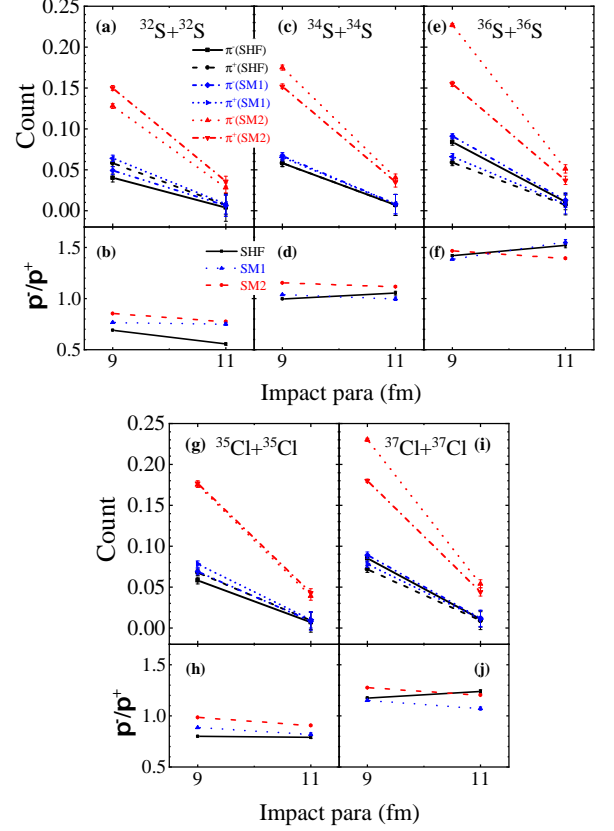 (a) ³²S+³²S (c) ³⁴S+³⁴S (e) ³⁶S+³⁶S
0.25
0.20
0.15
0.10
0.05
0.00
Count
π⁻(SHF)
π⁺(SHF)
π⁻(SM1)
π⁺(SM1)
π⁻(SM2)
π⁺(SM2)
(b) (d) (f)
SHF
SM1
SM2
1.5
1.0
0.5
p⁻/p⁺
9 11 9 11 9 11
Impact para (fm)
(g) ³⁵Cl+³⁵Cl ³⁷Cl+³⁷Cl (i)
0.25
0.20
0.15
0.10
0.05
0.00
Count
(h) (j)
1.5
1.0
0.5
p⁻/p⁺
9 11 9 11
Impact para (fm)